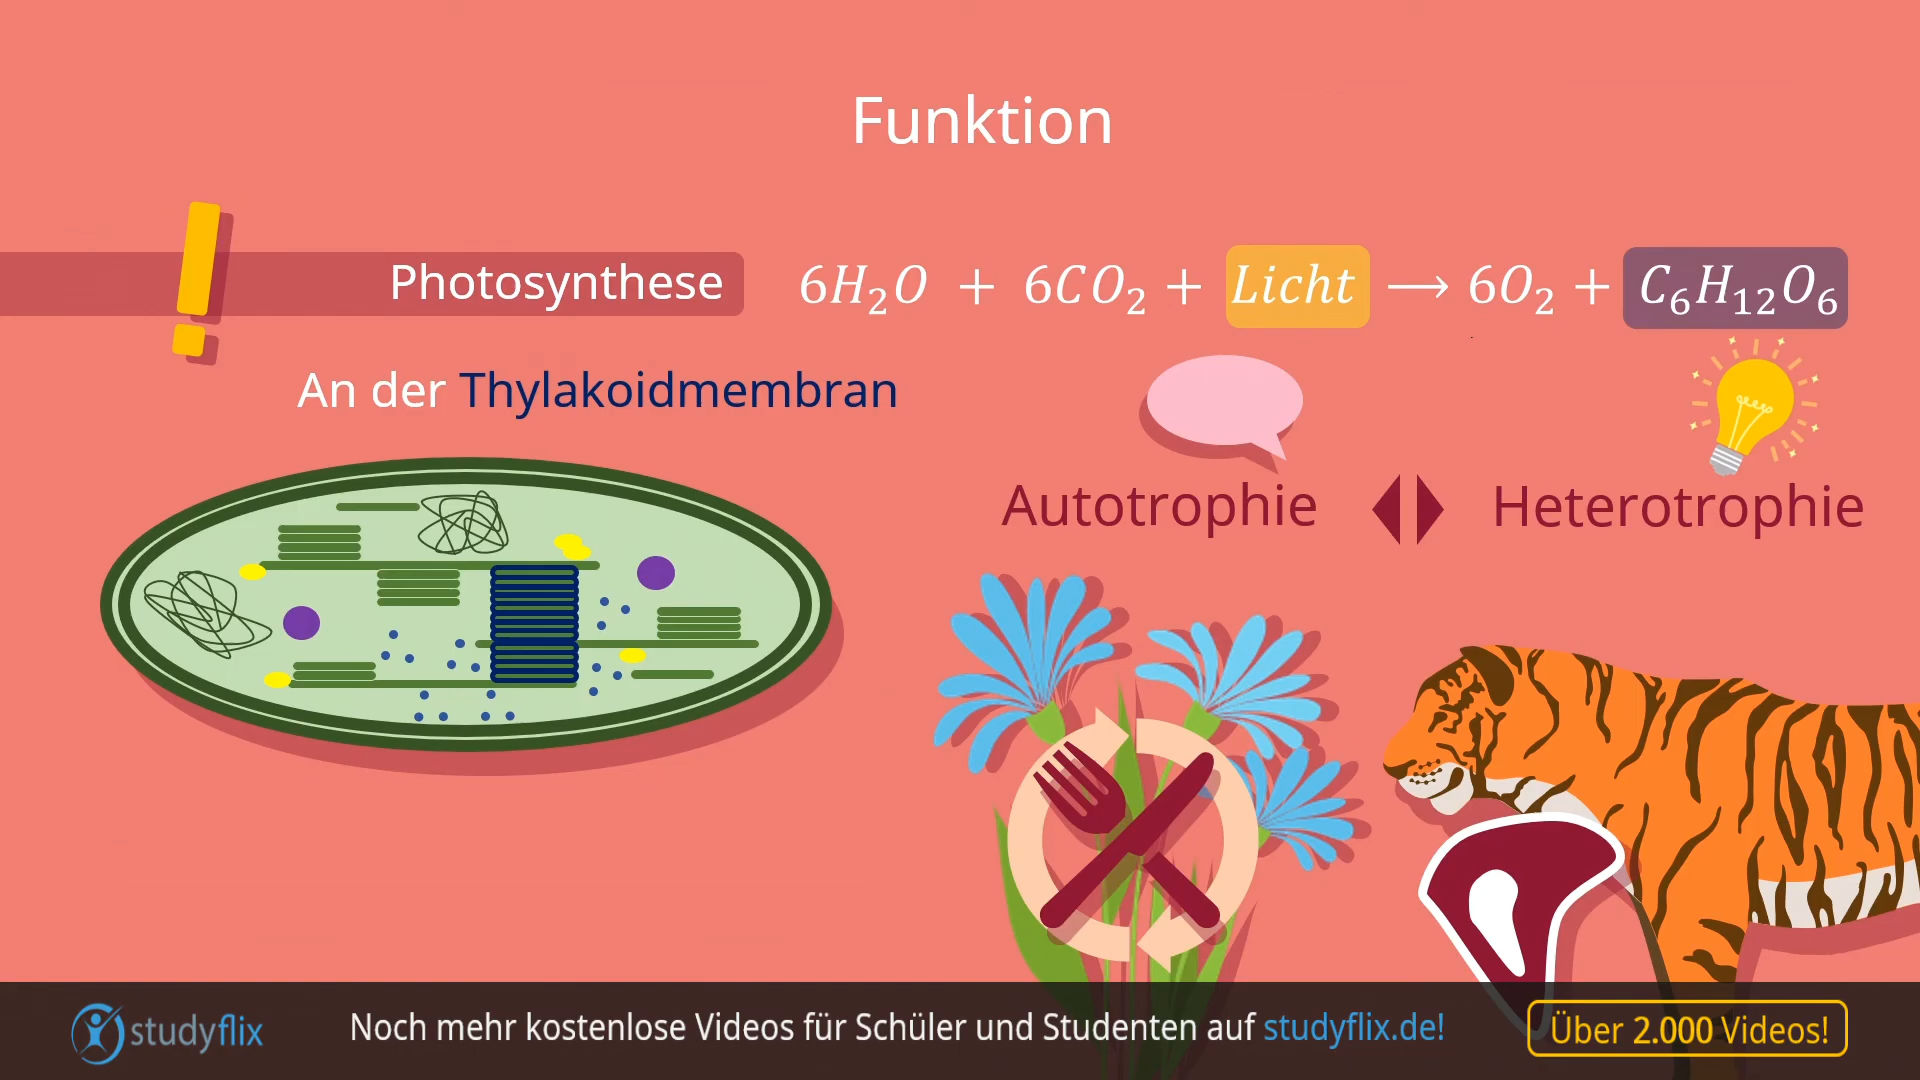 Funktion
Photosynthese
6H₂O + 6CO₂ + Licht ⟶ 6O₂ + C₆H₁₂O₆
An der Thylakoidmembran
Autotrophie
Heterotrophie
studyflix
Noch mehr kostenlose Videos für Schüler und Studenten auf studyflix.de!
Über 2.000 Videos!